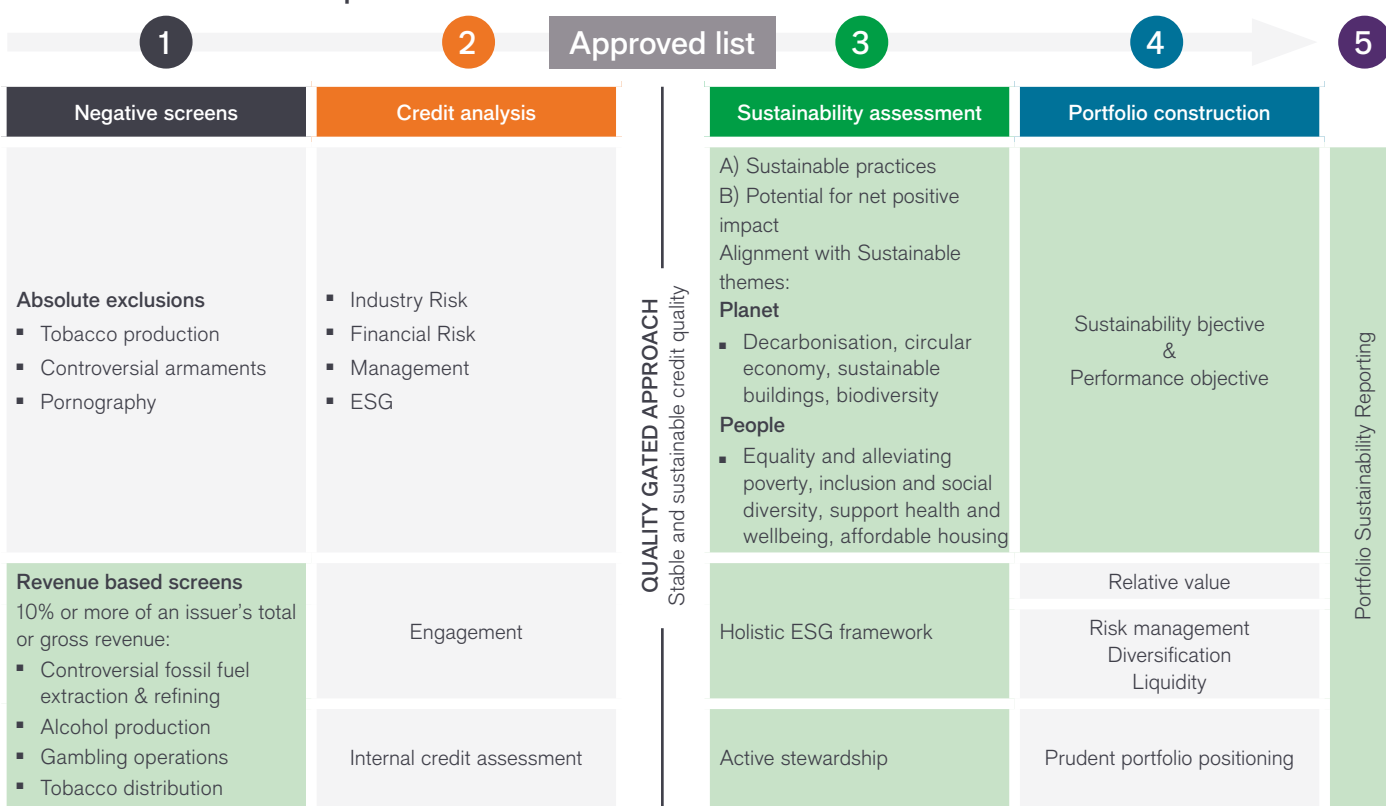 1
2
Approved list
3
4
5
Negative screens
Credit analysis
Sustainability assessment
Portfolio construction
Absolute exclusions
▪ Tobacco production
▪ Controversial armaments
▪ Pornography
Revenue based screens
10% or more of an issuer’s total
or gross revenue:
▪ Controversial fossil fuel
extraction & refining
▪ Alcohol production
▪ Gambling operations
▪ Tobacco distribution
▪ Industry Risk
▪ Financial Risk
▪ Management
▪ ESG
Engagement
Internal credit assessment
QUALITY GATED APPROACH
Stable and sustainable credit quality
A) Sustainable practices
B) Potential for net positive
impact
Alignment with Sustainable
themes:
Planet
▪ Decarbonisation, circular
economy, sustainable
buildings, biodiversity
People
▪ Equality and alleviating
poverty, inclusion and social
diversity, support health and
wellbeing, affordable housing
Holistic ESG framework
Active stewardship
Sustainability bjective
&
Performance objective
Relative value
Risk management
Diversification
Liquidity
Prudent portfolio positioning
Portfolio Sustainability Reporting